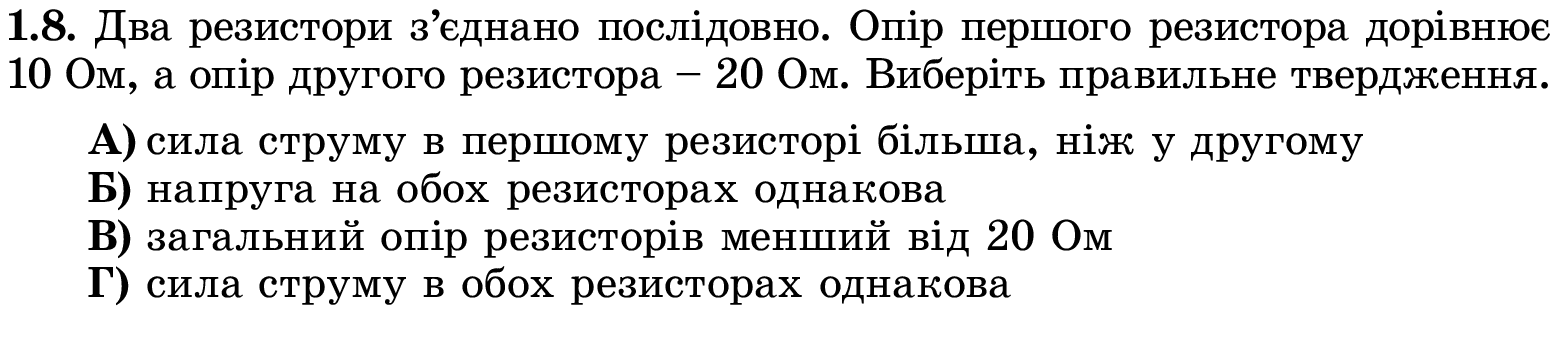 1.8. Два резистори з’єднано послідовно. Опір першого резистора дорівнює
10 Ом, а опір другого резистора – 20 Ом. Виберіть правильне твердження.
А) сила струму в першому резисторі більша, ніж у другому
Б) напруга на обох резисторах однакова
В) загальний опір резисторів менший від 20 Ом
Г) сила струму в обох резисторах однакова